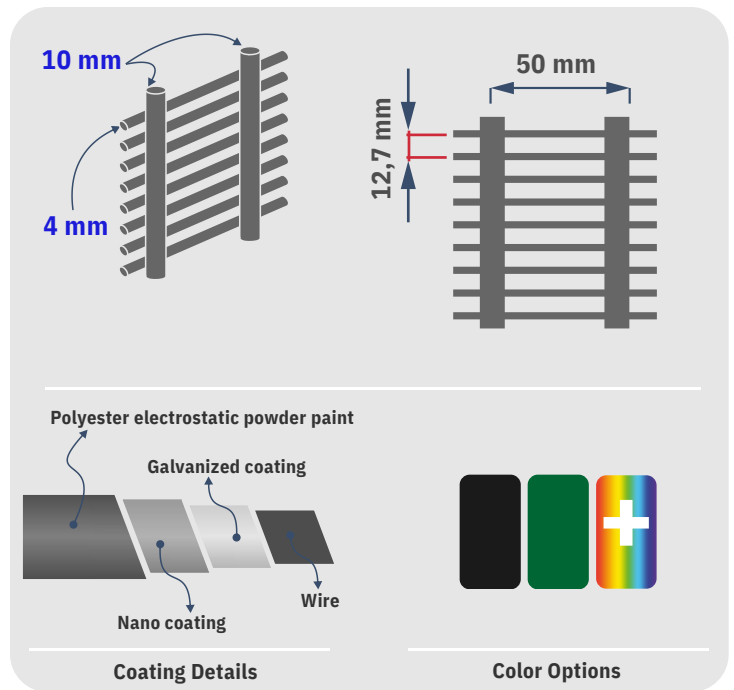 10 mm
4 mm
50 mm
12,7 mm
Polyester electrostatic powder paint
Galvanized coating
Wire
Nano coating
Coating Details
Color Options